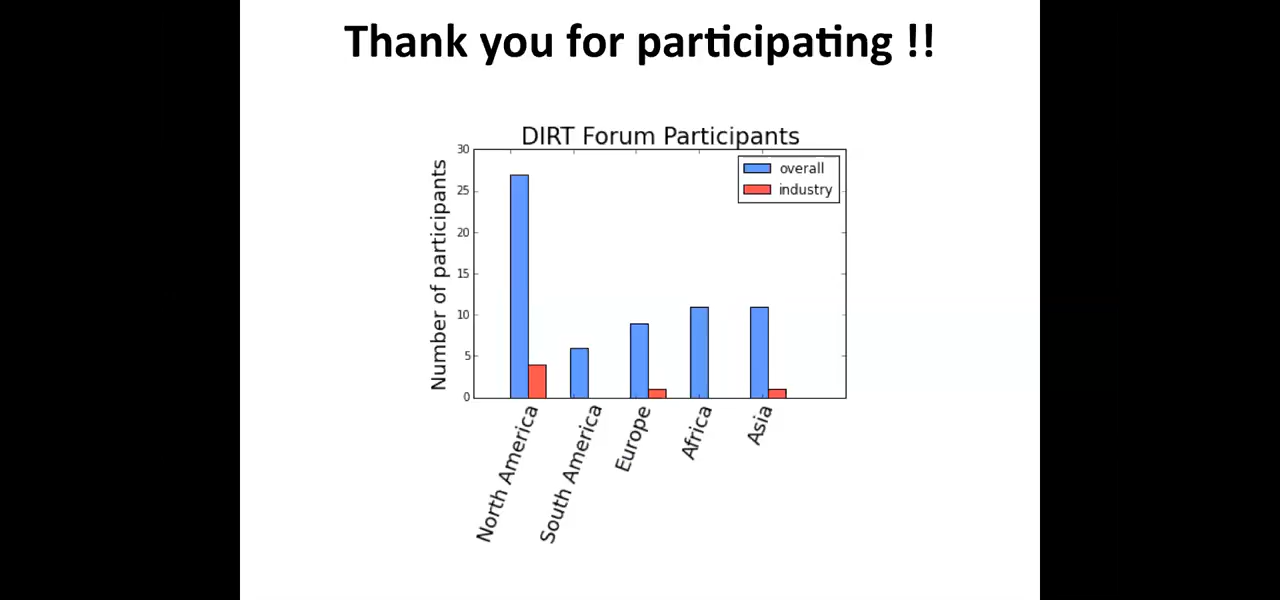 Thank you for participating !!
DIRT Forum Participants
overall
industry
Number of participants
30
25
20
15
10
5
0
North America
South America
Europe
Africa
Asia